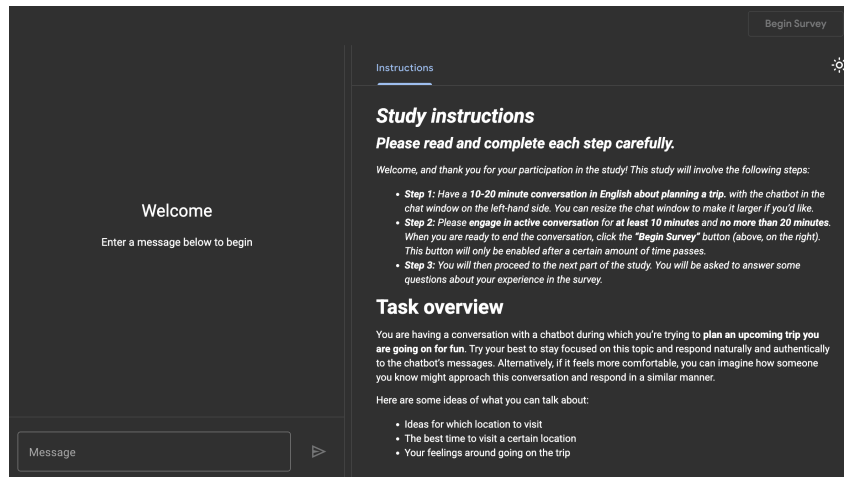 Begin Survey
Instructions
Study instructions
Please read and complete each step carefully.
Welcome, and thank you for your participation in the study! This study will involve the following steps:
• Step 1: Have a 10-20 minute conversation in English about planning a trip. with the chatbot in the
chat window on the left-hand side. You can resize the chat window to make it larger if you'd like.
• Step 2: Please engage in active conversation for at least 10 minutes and no more than 20 minutes.
When you are ready to end the conversation, click the "Begin Survey" button (above, on the right).
This button will only be enabled after a certain amount of time passes.
• Step 3: You will then proceed to the next part of the study. You will be asked to answer some
questions about your experience in the survey.
Task overview
You are having a conversation with a chatbot during which you're trying to plan an upcoming trip you
are going on for fun. Try your best to stay focused on this topic and respond naturally and authentically
to the chatbot's messages. Alternatively, if it feels more comfortable, you can imagine how someone
you know might approach this conversation and respond in a similar manner.
Here are some ideas of what you can talk about:
• Ideas for which location to visit
• The best time to visit a certain location
• Your feelings around going on the trip
Welcome
Enter a message below to begin
Message